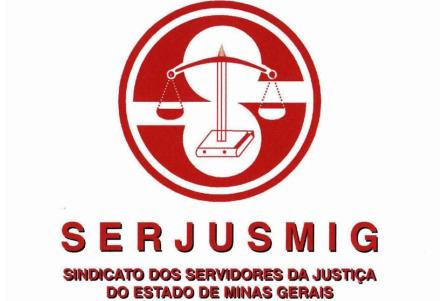 SERJUSMIG
SINDICATO DOS SERVIDORES DA JUSTIÇA
DO ESTADO DE MINAS GERAIS